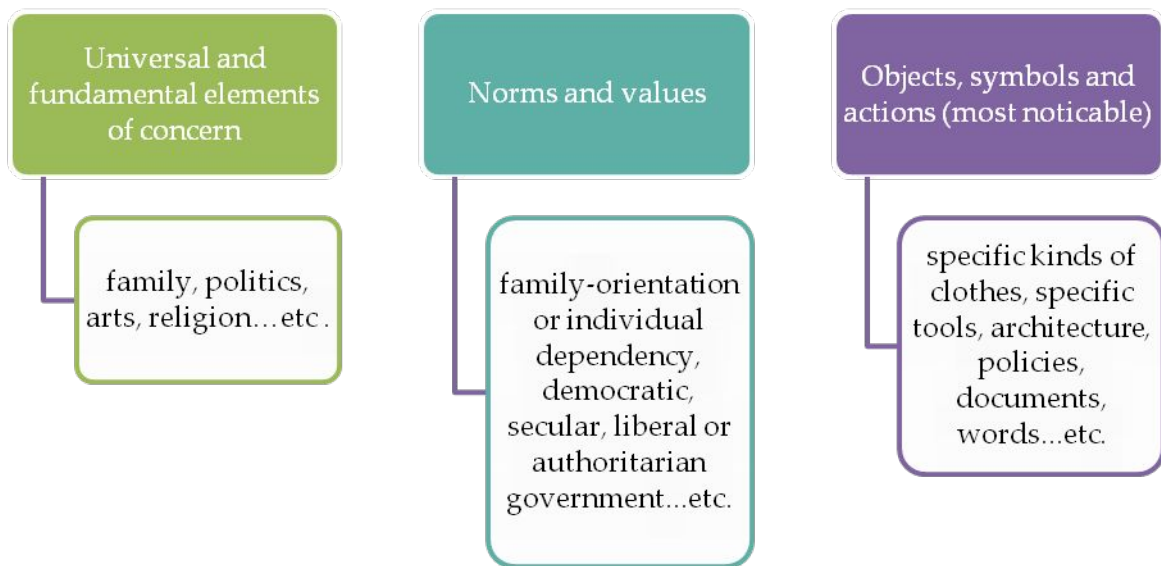 Universal and
fundamental elements
of concern
family, politics,
arts, religion...etc .
Norms and values
family-orientation
or individual
dependency,
democratic,
secular, liberal or
authoritarian
government...etc.
Objects, symbols and
actions (most noticable)
specific kinds of
clothes, specific
tools, architecture,
policies,
documents,
words...etc.